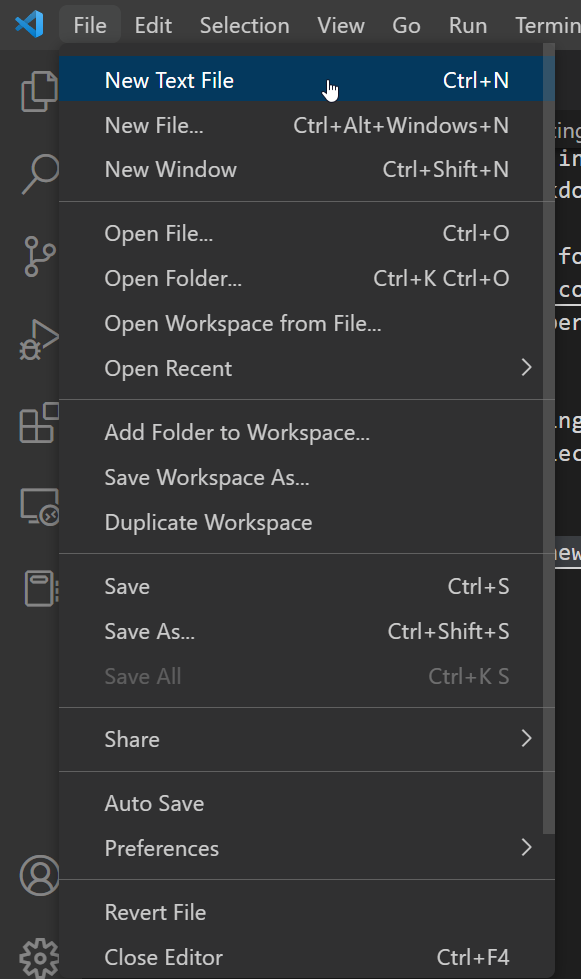 File Edit Selection View Go Run Termin
New Text File Ctrl+N
New File... Ctrl+Alt+Windows+N
New Window Ctrl+Shift+N
Open File... Ctrl+O
Open Folder... Ctrl+K Ctrl+O
Open Workspace from File...
Open Recent
Add Folder to Workspace...
Save Workspace As...
Duplicate Workspace
Save Ctrl+S
Save As... Ctrl+Shift+S
Save All Ctrl+K S
Share
Auto Save
Preferences
Revert File
Close Editor Ctrl+F4